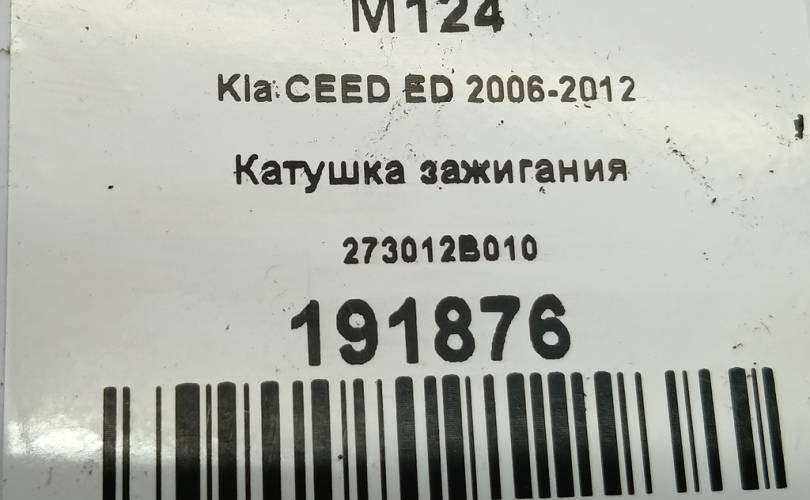 M124
Kia CEED ED 2006-2012
Катушка зажигания
273012B010
191876